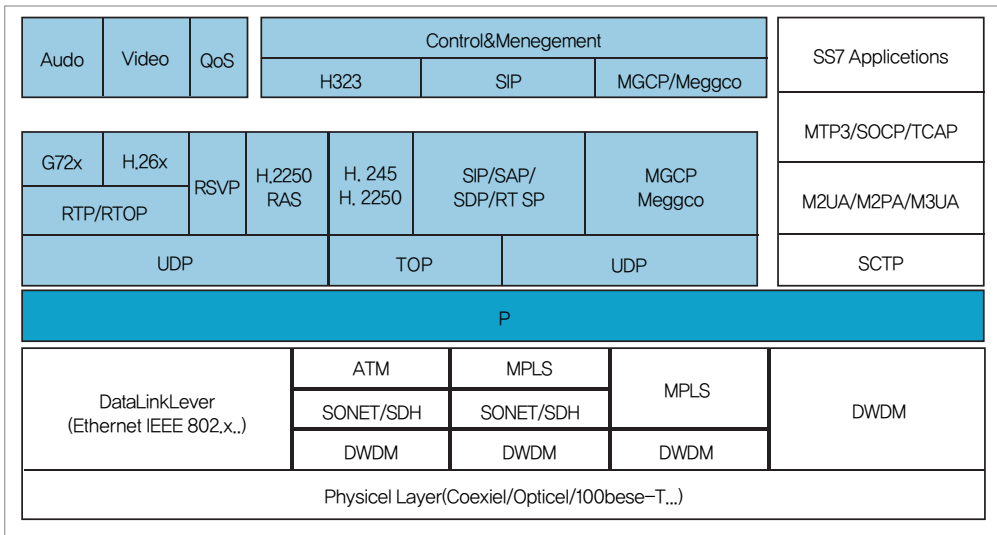 Audo
Video
QoS
Control&Menegement
H323
SIP
MGCP/Meggco
SS7 Applicetions
MTP3/SOCP/TCAP
M2UA/M2PA/M3UA
SCTP
G72x
H.26x
RSVP
H.2250
RAS
H. 245
H. 2250
SIP/SAP/
SDP/RT SP
MGCP
Meggco
RTP/RTOP
UDP
TOP
UDP
P
DataLinkLever
(Ethernet IEEE 802.x..)
ATM
SONET/SDH
DWDM
MPLS
SONET/SDH
DWDM
MPLS
DWDM
DWDM
Physicel Layer(Coexiel/Opticel/100bese-T...)